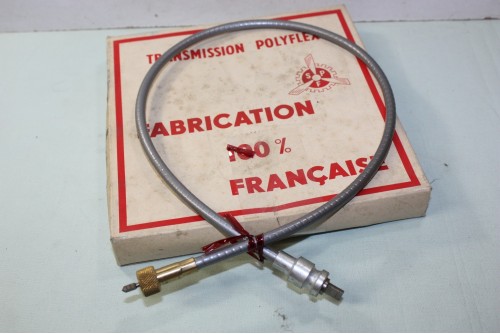 TRANSMISSION POLYFLEX
FABRICATION
100 %
FRANÇAISE